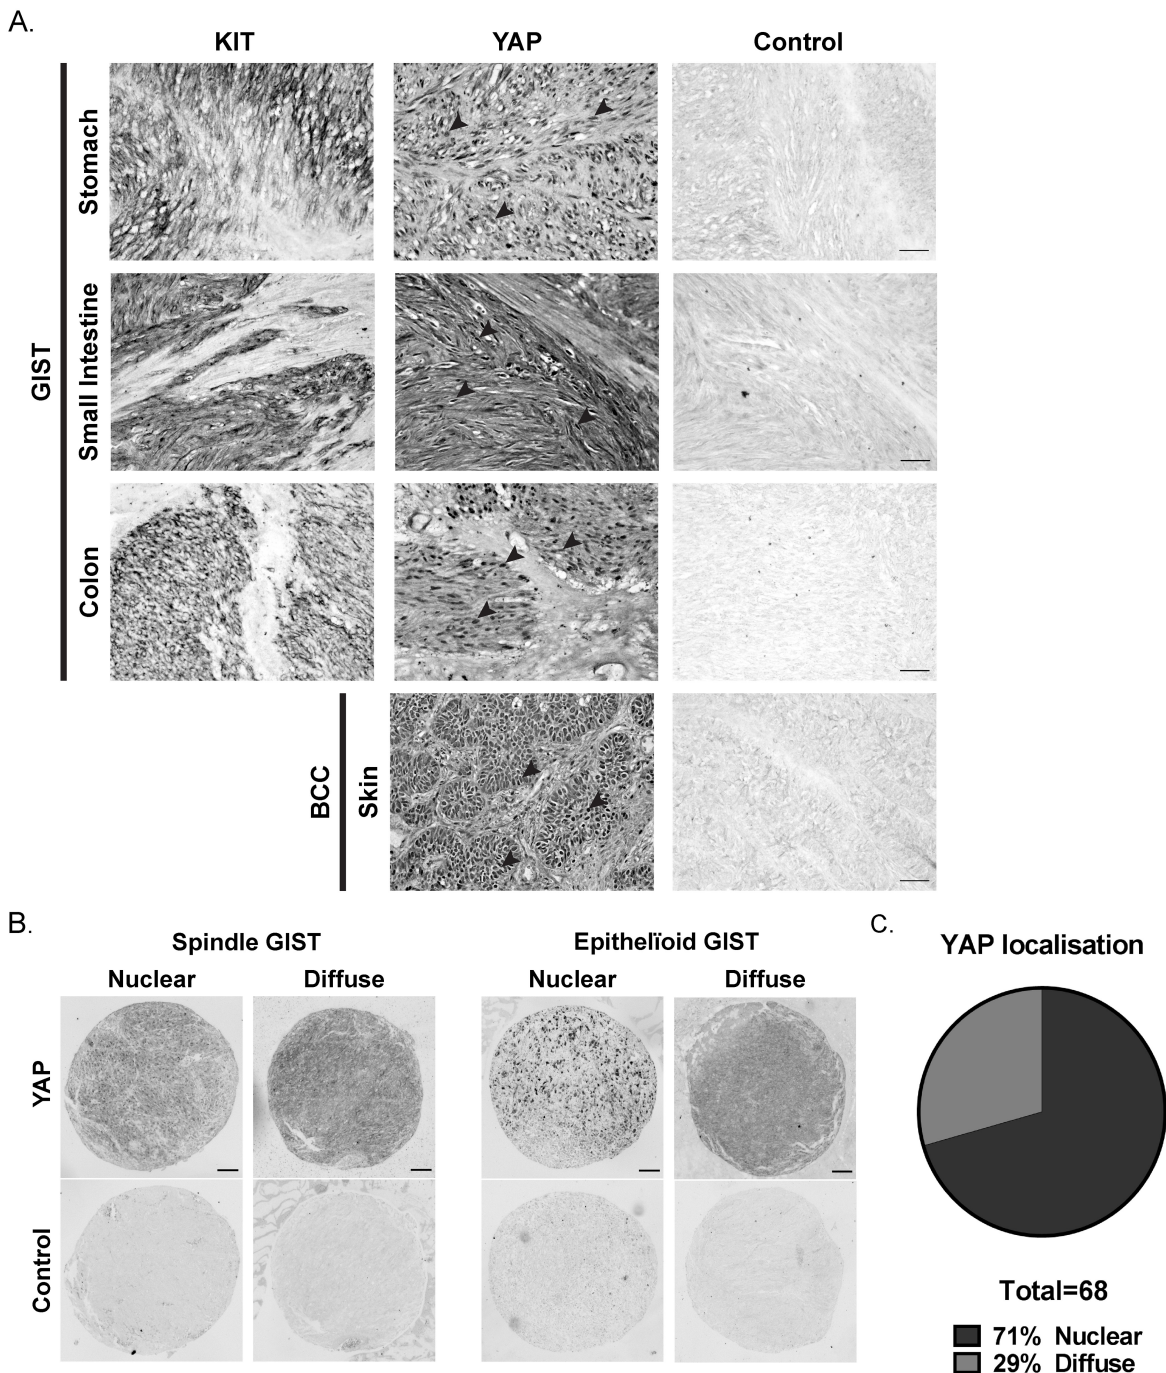 A.
KIT
YAP
Control
GIST
Stomach
Small Intestine
Colon
BCC
Skin
B.
Spindle GIST
Epithelïoid GIST
Nuclear
Diffuse
Nuclear
Diffuse
YAP
Control
C.
YAP localisation
Total=68
71% Nuclear
29% Diffuse